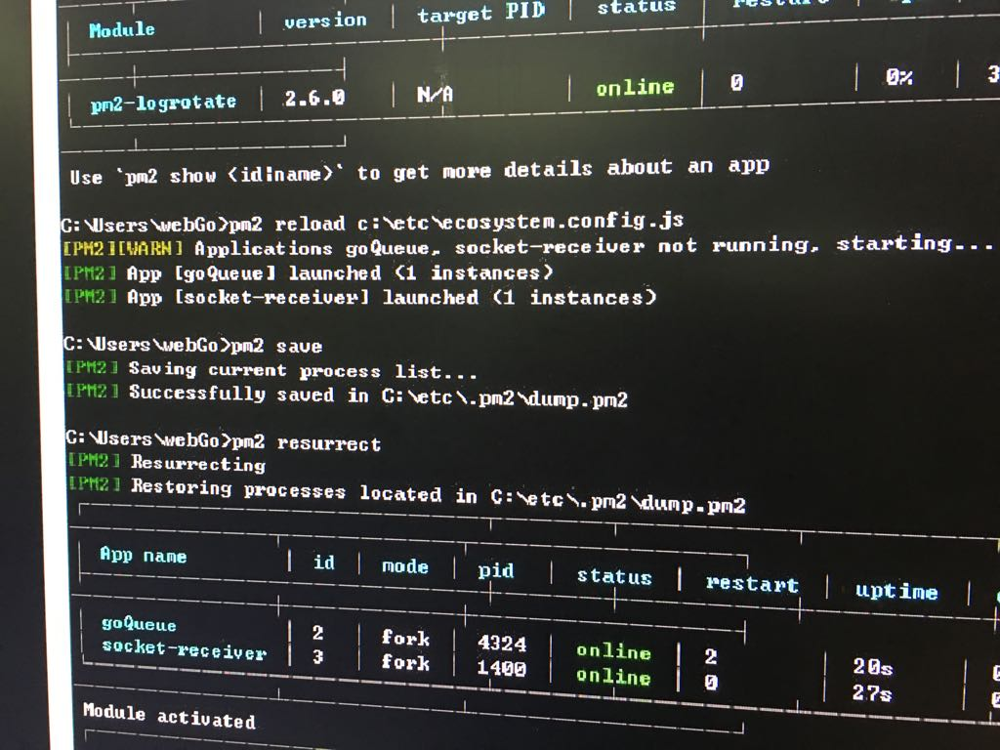 Module | version | target PID | status | restart
pm2-logrotate | 2.6.0 | N/A | online | 0 | 0% | 3
Use `pm2 show <id|name>` to get more details about an app
C:\Users\webGo>pm2 reload c:\etc\ecosystem.config.js
[PM2][WARN] Applications goQueue, socket-receiver not running, starting...
[PM2] App [goQueue] launched (1 instances)
[PM2] App [socket-receiver] launched (1 instances)
C:\Users\webGo>pm2 save
[PM2] Saving current process list...
[PM2] Successfully saved in C:\etc\.pm2\dump.pm2
C:\Users\webGo>pm2 resurrect
[PM2] Resurrecting
[PM2] Restoring processes located in C:\etc\.pm2\dump.pm2
App name | id | mode | pid | status | restart | uptime |
goQueue | 2 | fork | 4324 | online | 2 | 20s |
socket-receiver | 3 | fork | 1400 | online | 0 | 27s |
Module activated